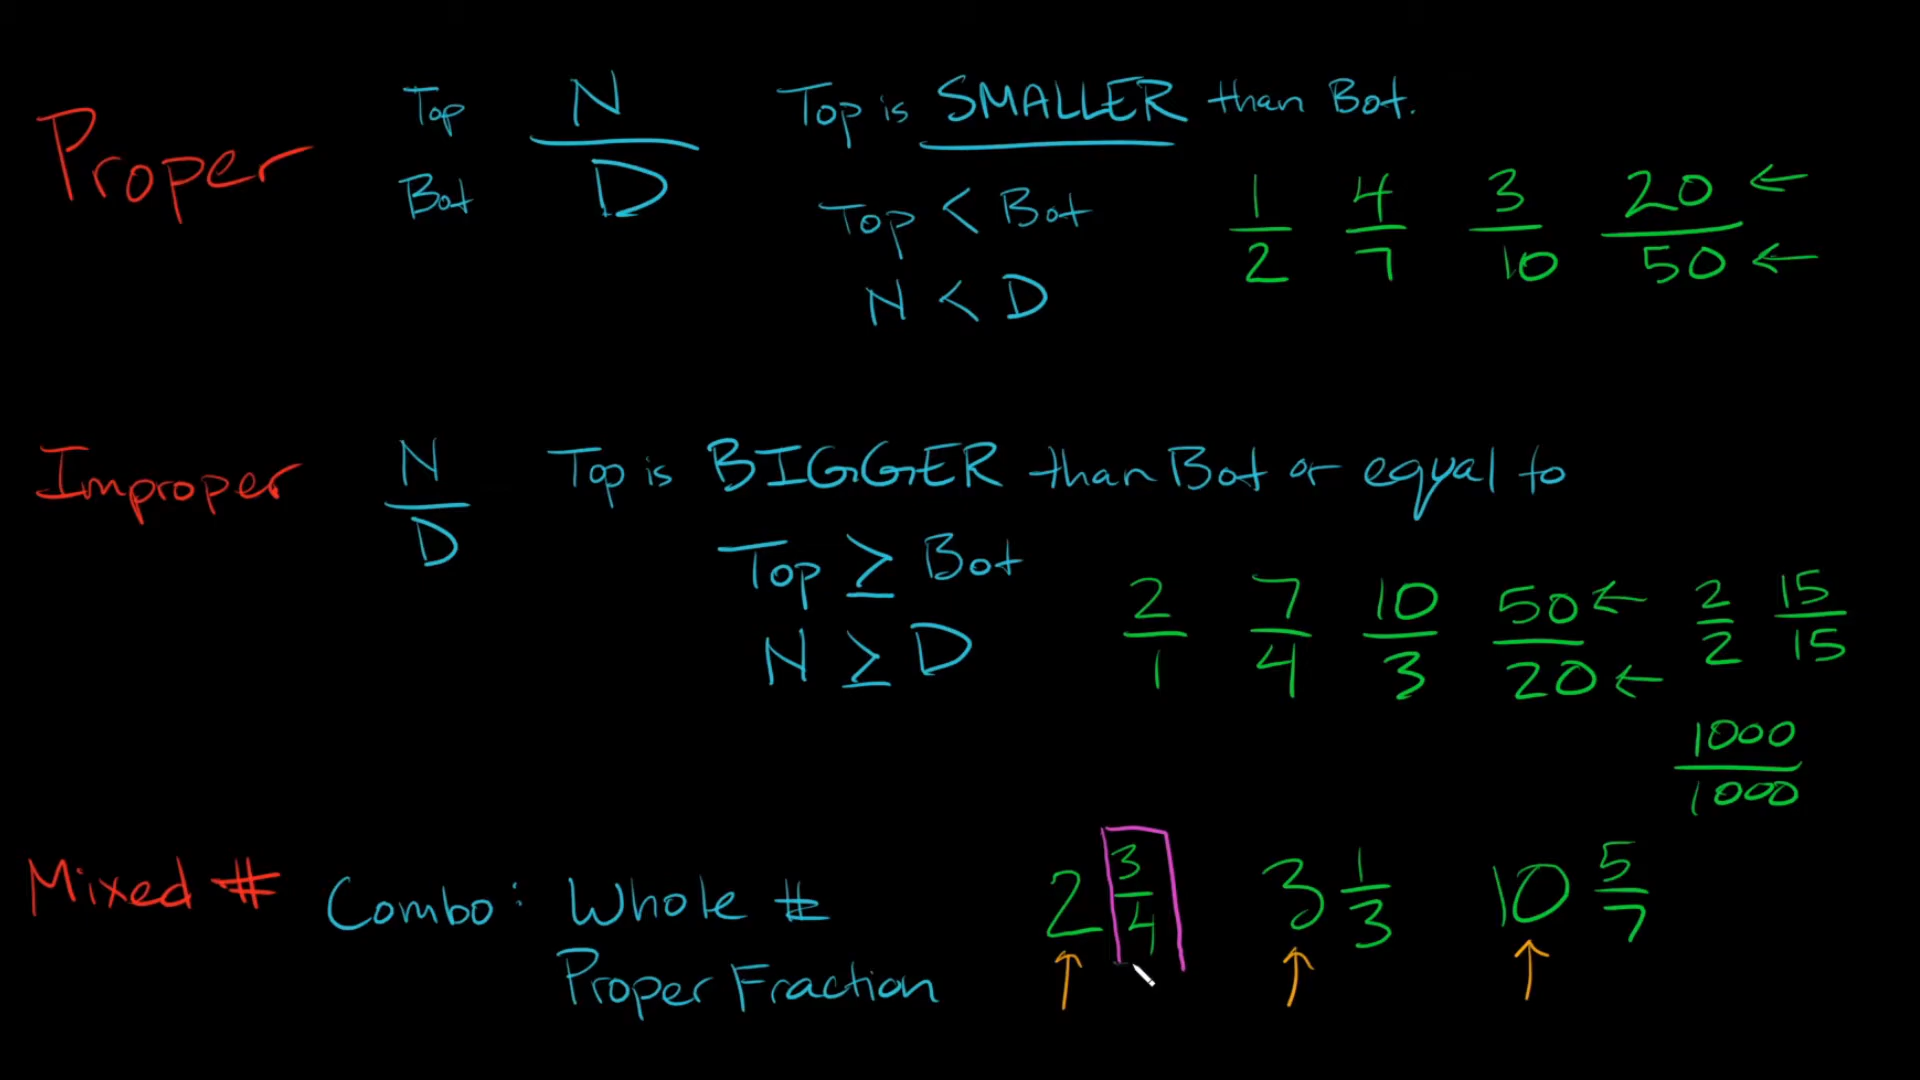 Proper Top N Top is SMALLER than Bot.
Bot D Top < Bot 1/2 4/7 3/10 20/50 ← ←
N < D
Improper N/D Top is BIGGER than Bot or equal to
Top ≥ Bot
N ≥ D 2/1 7/4 10/3 50/20 ← ← 2/2 15/15
1000/1000
Mixed # Combo: Whole # 2 3/4 3 1/3 10 5/7
Proper Fraction ↑ ↑ ↑